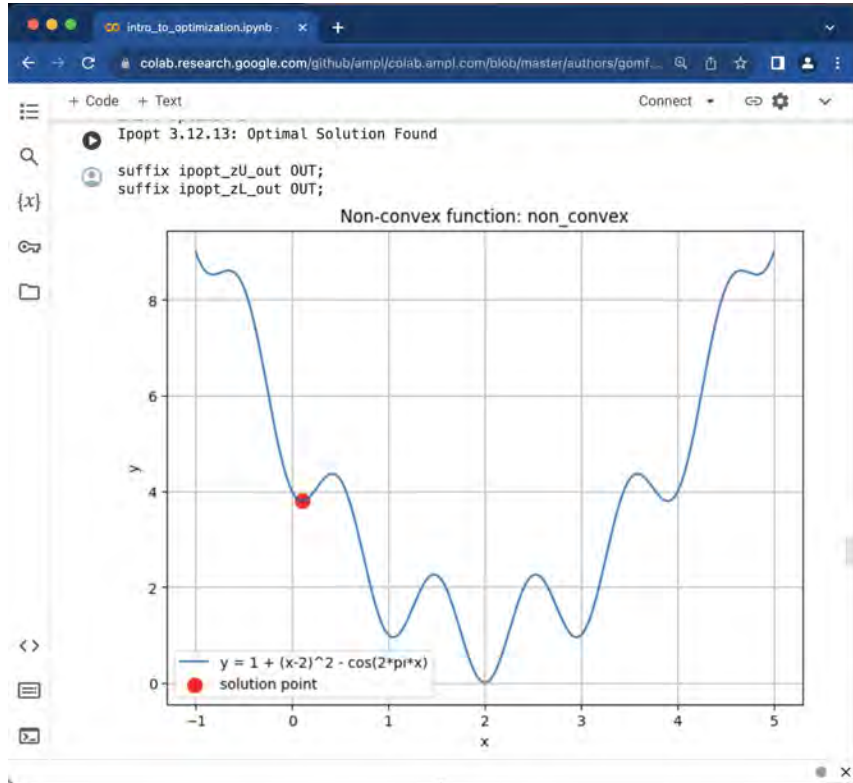 intro_to_optimization.ipynb -
colab.research.google.com/github/ampl/colab.ampl.com/blob/master/authors/gomf...
+ Code + Text
Connect
Ipopt 3.12.13: Optimal Solution Found
suffix ipopt_zU_out OUT;
suffix ipopt_zL_out OUT;
{x}
Non-convex function: non_convex
8
6
y
4
2
0
y = 1 + (x-2)^2 - cos(2*pi*x)
solution point
−1 0 1 2 3 4 5
x